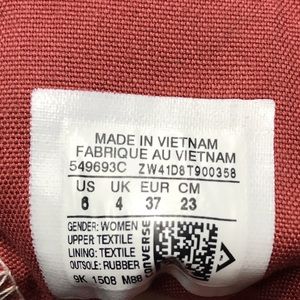 MADE IN VIETNAM
FABRIQUE AU VIETNAM
549693C ZW41D8T900358
US UK EUR CM
6 4 37 23
GENDER: WOMEN
UPPER: TEXTILE
LINING: TEXTILE
OUTSOLE: RUBBER
9K 1508 M88
CONVERSE